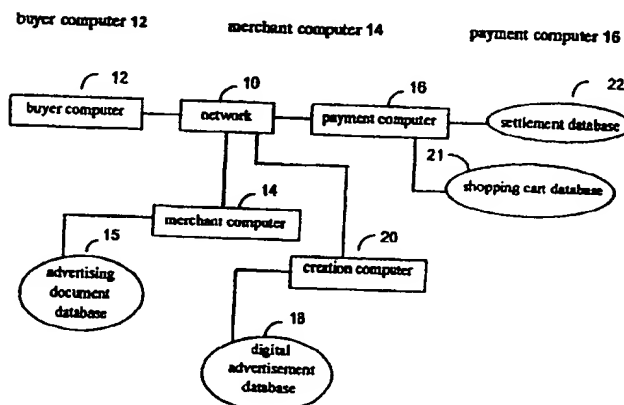 buyer computer 12 merchant computer 14 payment computer 16
12 10 16 22
buyer computer network payment computer settlement database
21
shopping cart database
14
merchant computer
15 20
advertising document database creation computer
18
digital advertisement database